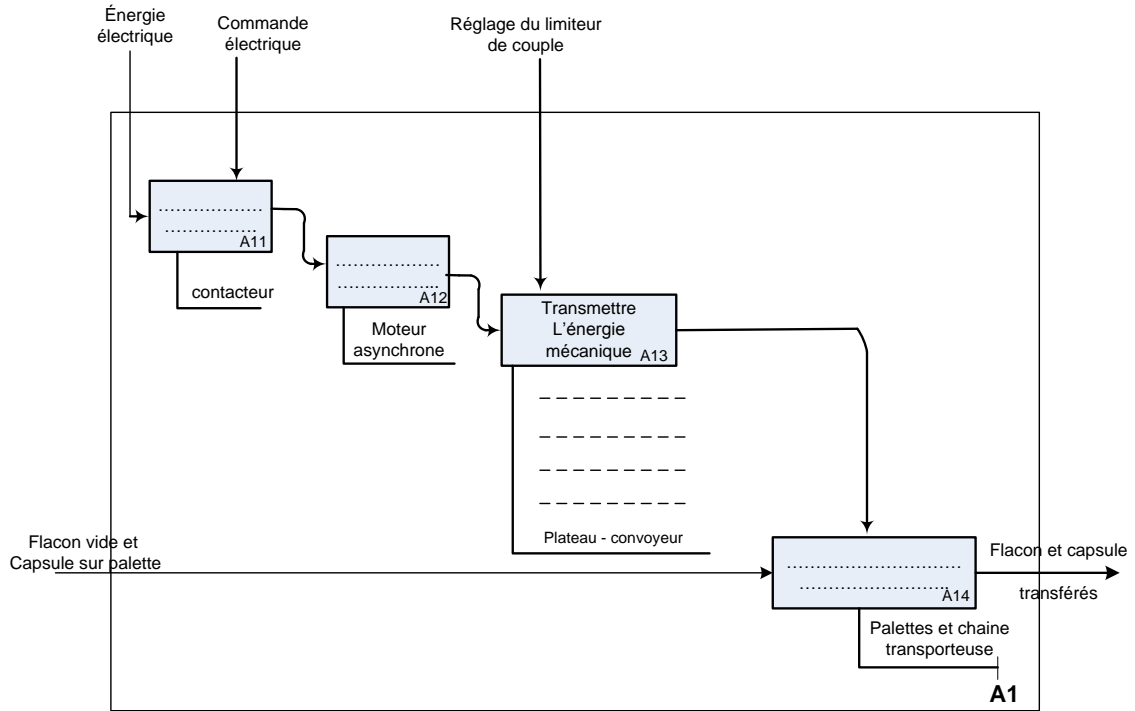 Énergie
électrique
Commande
électrique
Réglage du limiteur
de couple
....................
..................
A11
contacteur
....................
....................
A12
Moteur
asynchrone
Transmettre
L’énergie
mécanique A13
Plateau - convoyeur
Flacon vide et
Capsule sur palette
..................................
.............................
A14
Flacon et capsule
transférés
Palettes et chaine
transporteuse
A1